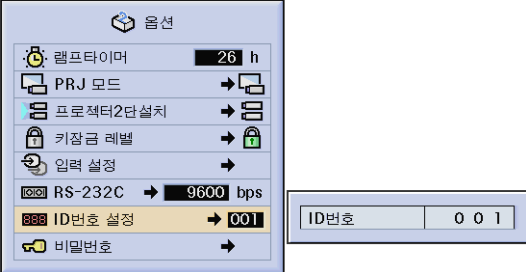 옵션
램프타이머 26 h
PRJ 모드
프로젝터2단설치
키잠금 레벨
입력 설정
RS-232C 9600 bps
888 ID번호 설정 001
비밀번호
ID번호 0 0 1